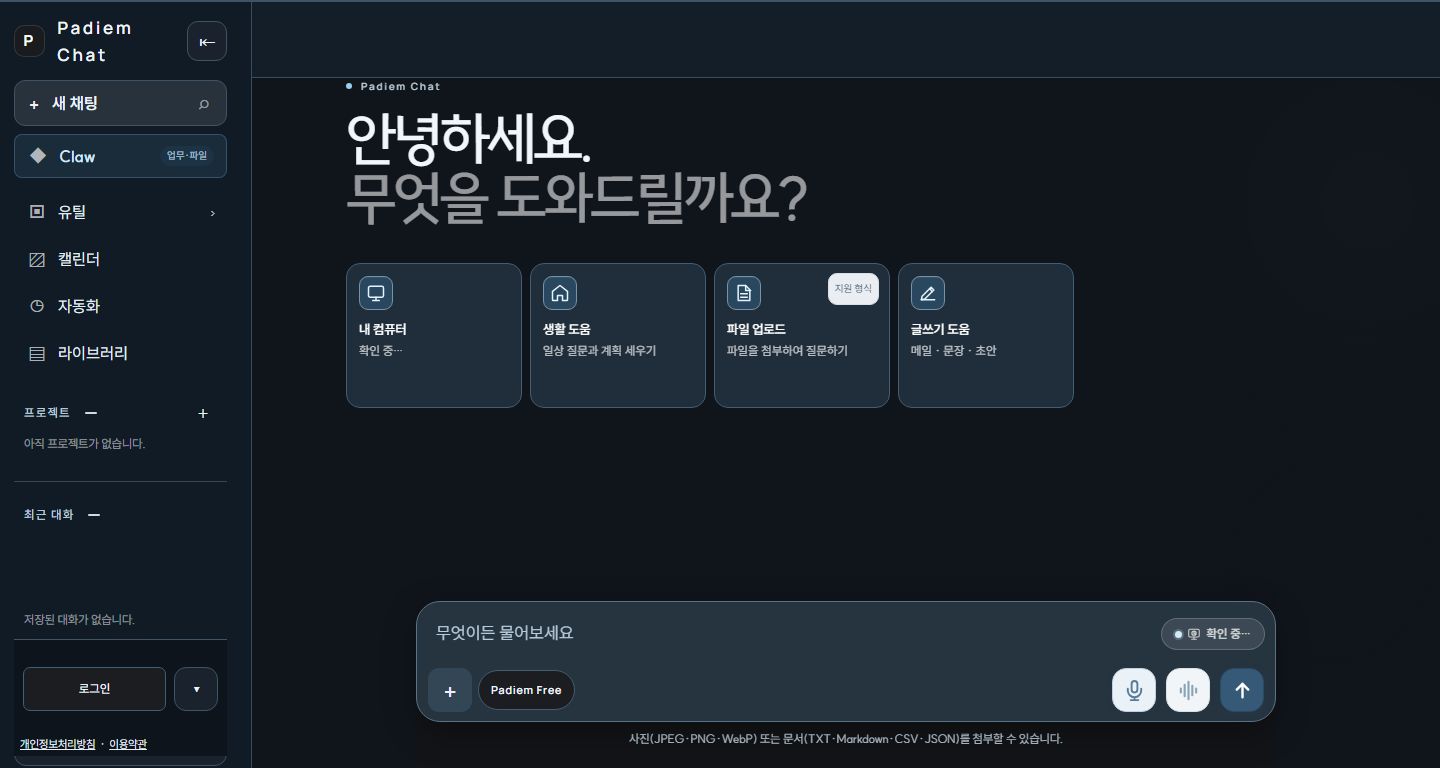 P
Padiem
Chat
+ 새 채팅
Claw
업무·파일
유틸
캘린더
자동화
라이브러리
프로젝트
+
아직 프로젝트가 없습니다.
최근 대화
저장된 대화가 없습니다.
로그인
개인정보처리방침 · 이용약관
Padiem Chat
안녕하세요.
무엇을 도와드릴까요?
내 컴퓨터
확인 중…
생활 도움
일상 질문과 계획 세우기
지원 형식
파일 업로드
파일을 첨부하여 질문하기
글쓰기 도움
메일 · 문장 · 초안
무엇이든 물어보세요
확인 중…
+
Padiem Free
사진(JPEG·PNG·WebP) 또는 문서(TXT·Markdown·CSV·JSON)를 첨부할 수 있습니다.